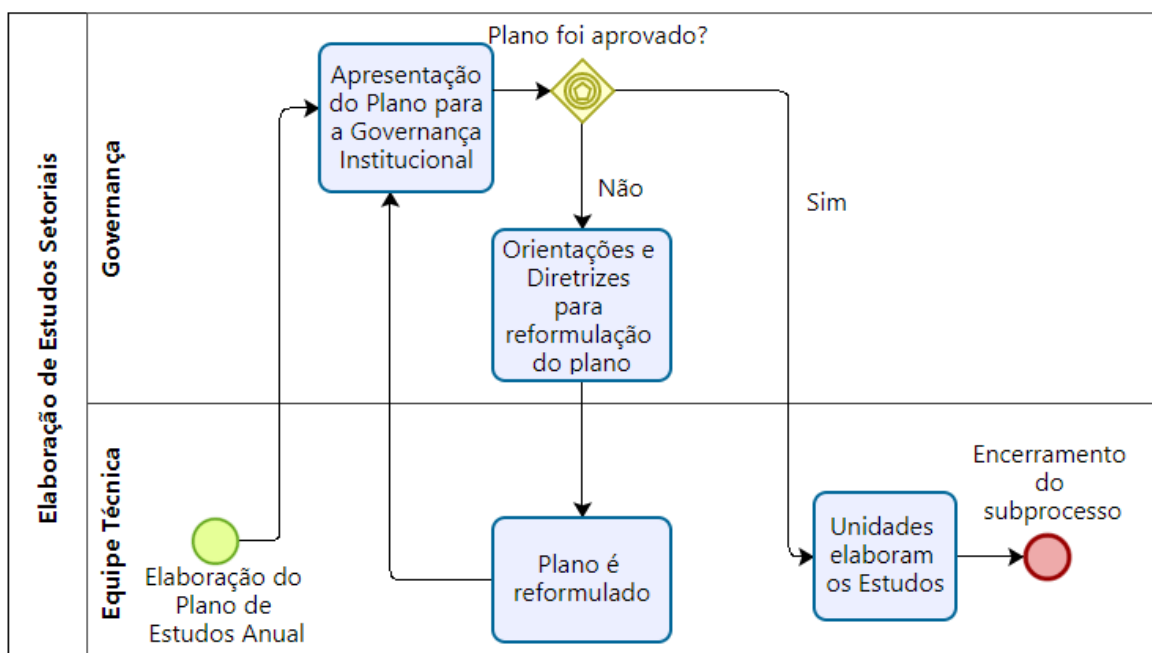 Elaboração de Estudos Setoriais
Governança
Plano foi aprovado?
Apresentação
do Plano para
a Governança
Institucional
Não
Sim
Orientações e
Diretrizes
para
reformulação
do plano
Equipe Técnica
Elaboração do
Plano de
Estudos Anual
Plano é
reformulado
Unidades
elaboram
os Estudos
Encerramento
do
subprocesso